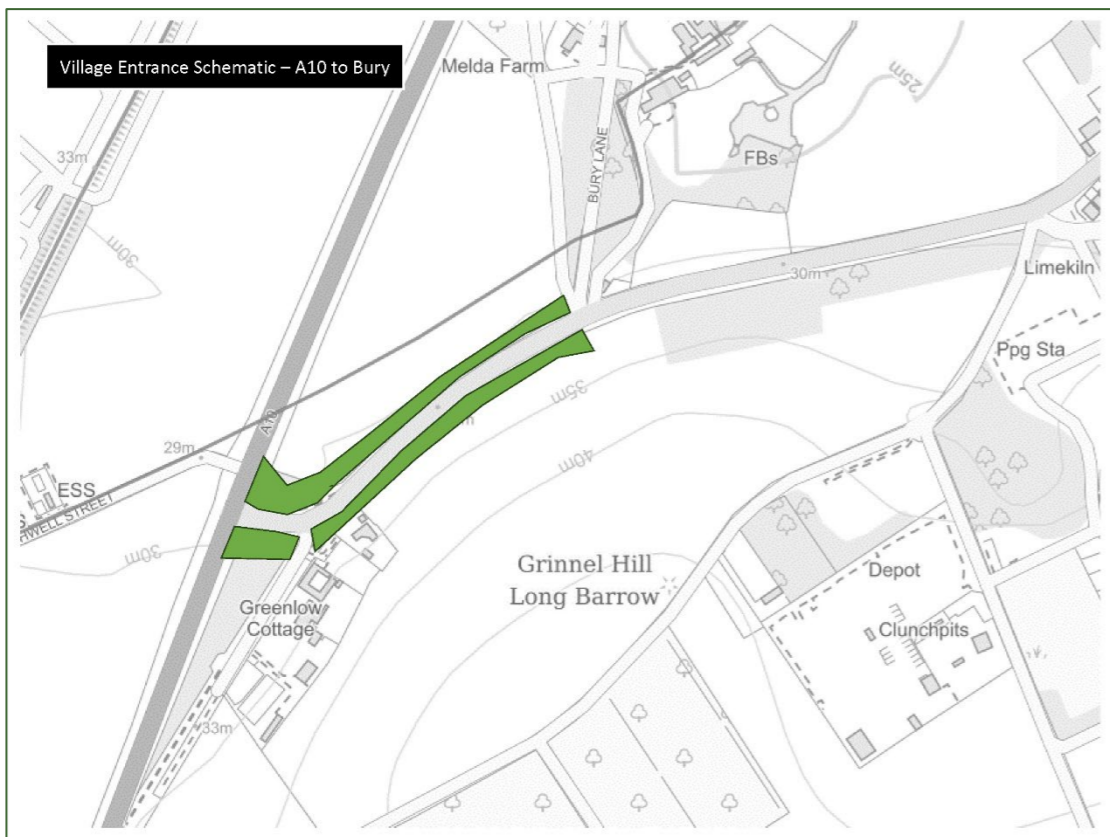 Village Entrance Schematic – A10 to Bury
Melda Farm
25m
33m
FBs
BURY LANE
30m
30m
Limekiln
Ppg Sta
35m
A10
29m
40m
ESS
HWELL STREET
30m
Grinnel Hill
Long Barrow
Depot
Greenlow
Cottage
Clunchpits
33m